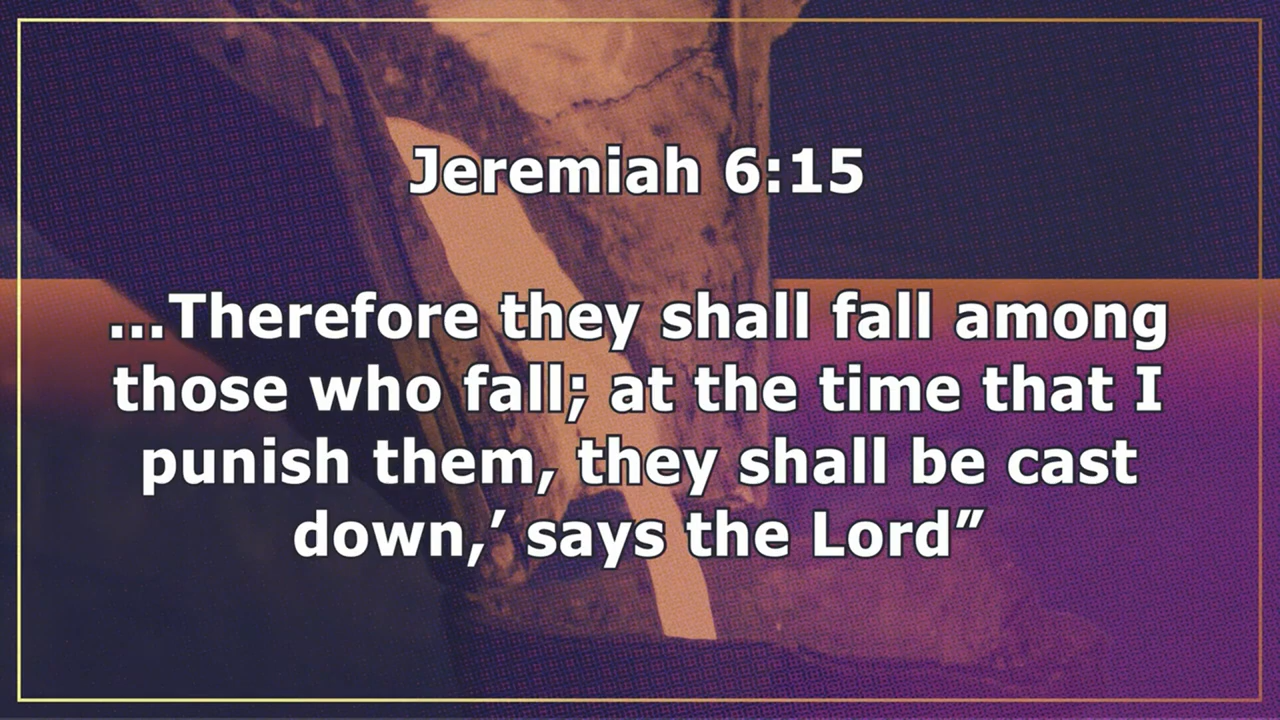 Jeremiah 6:15
...Therefore they shall fall among
those who fall; at the time that I
punish them, they shall be cast
down,’ says the Lord”